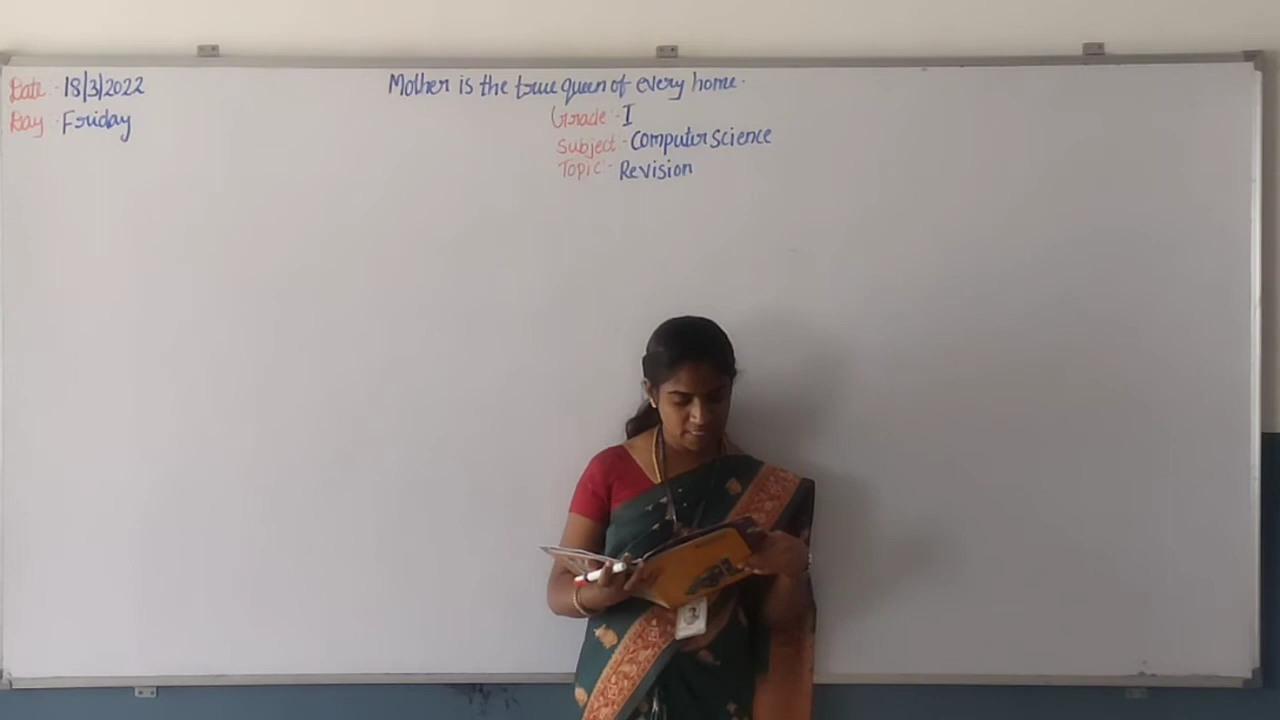 Date :- 18/3/2022
Day :- Friday
Mother is the true queen of every home.
Grade :- I
Subject :- Computer science
Topic :- Revision